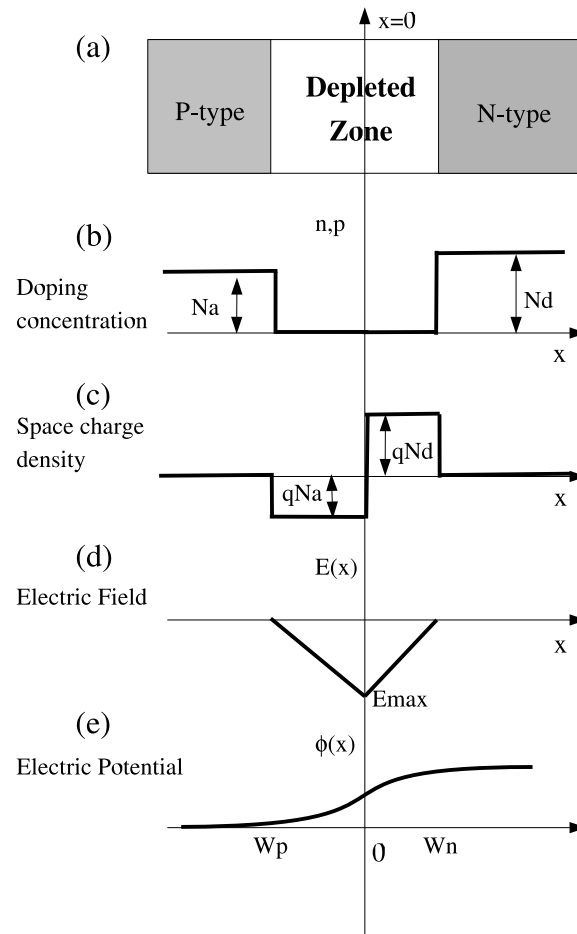 (a)
x=0
P-type
Depleted
Zone
N-type
(b)
n,p
Doping
concentration
Na
Nd
x
(c)
Space charge
density
qNd
qNa
x
(d)
E(x)
Electric Field
x
Emax
(e)
ϕ(x)
Electric Potential
Wp
0
Wn